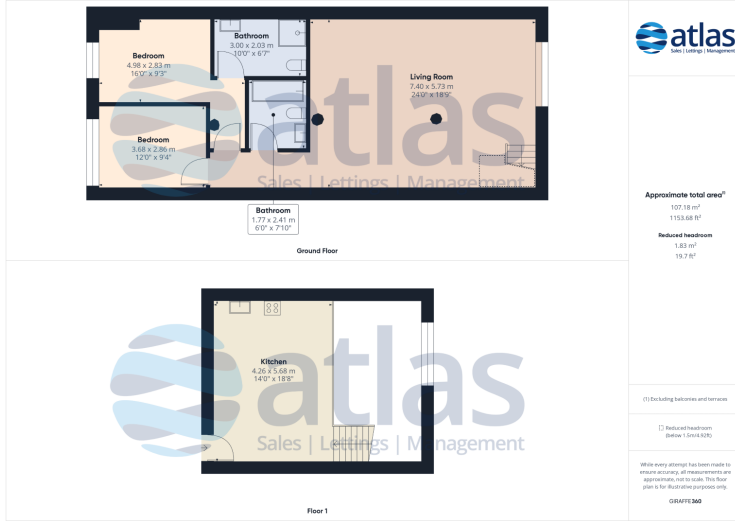 Bathroom
3.00 x 2.03 m
10'0" x 6'7"
Bedroom
4.98 x 2.83 m
16'0" x 9'3"
Living Room
7.40 x 5.73 m
24'0" x 18'9"
Bedroom
3.68 x 2.86 m
12'0" x 9'4"
atlas
Sales | Lettings | Management
Bathroom
1.77 x 2.41 m
6'0" x 7'10"
Ground Floor
Kitchen
4.26 x 5.68 m
14'0" x 18'8"
atlas
Sales | Lettings | Management
Floor 1
atlas
Sales | Lettings | Management
Approximate total area(1)
107.18 m²
1153.68 ft²
Reduced headroom
1.83 m²
19.7 ft²
(1) Excluding balconies and terraces
Reduced headroom
(below 1.5m/4.92ft)
While every attempt has been made to
ensure accuracy, all measurements are
approximate, not to scale. This floor
plan is for illustrative purposes only.
GIRAFFE360